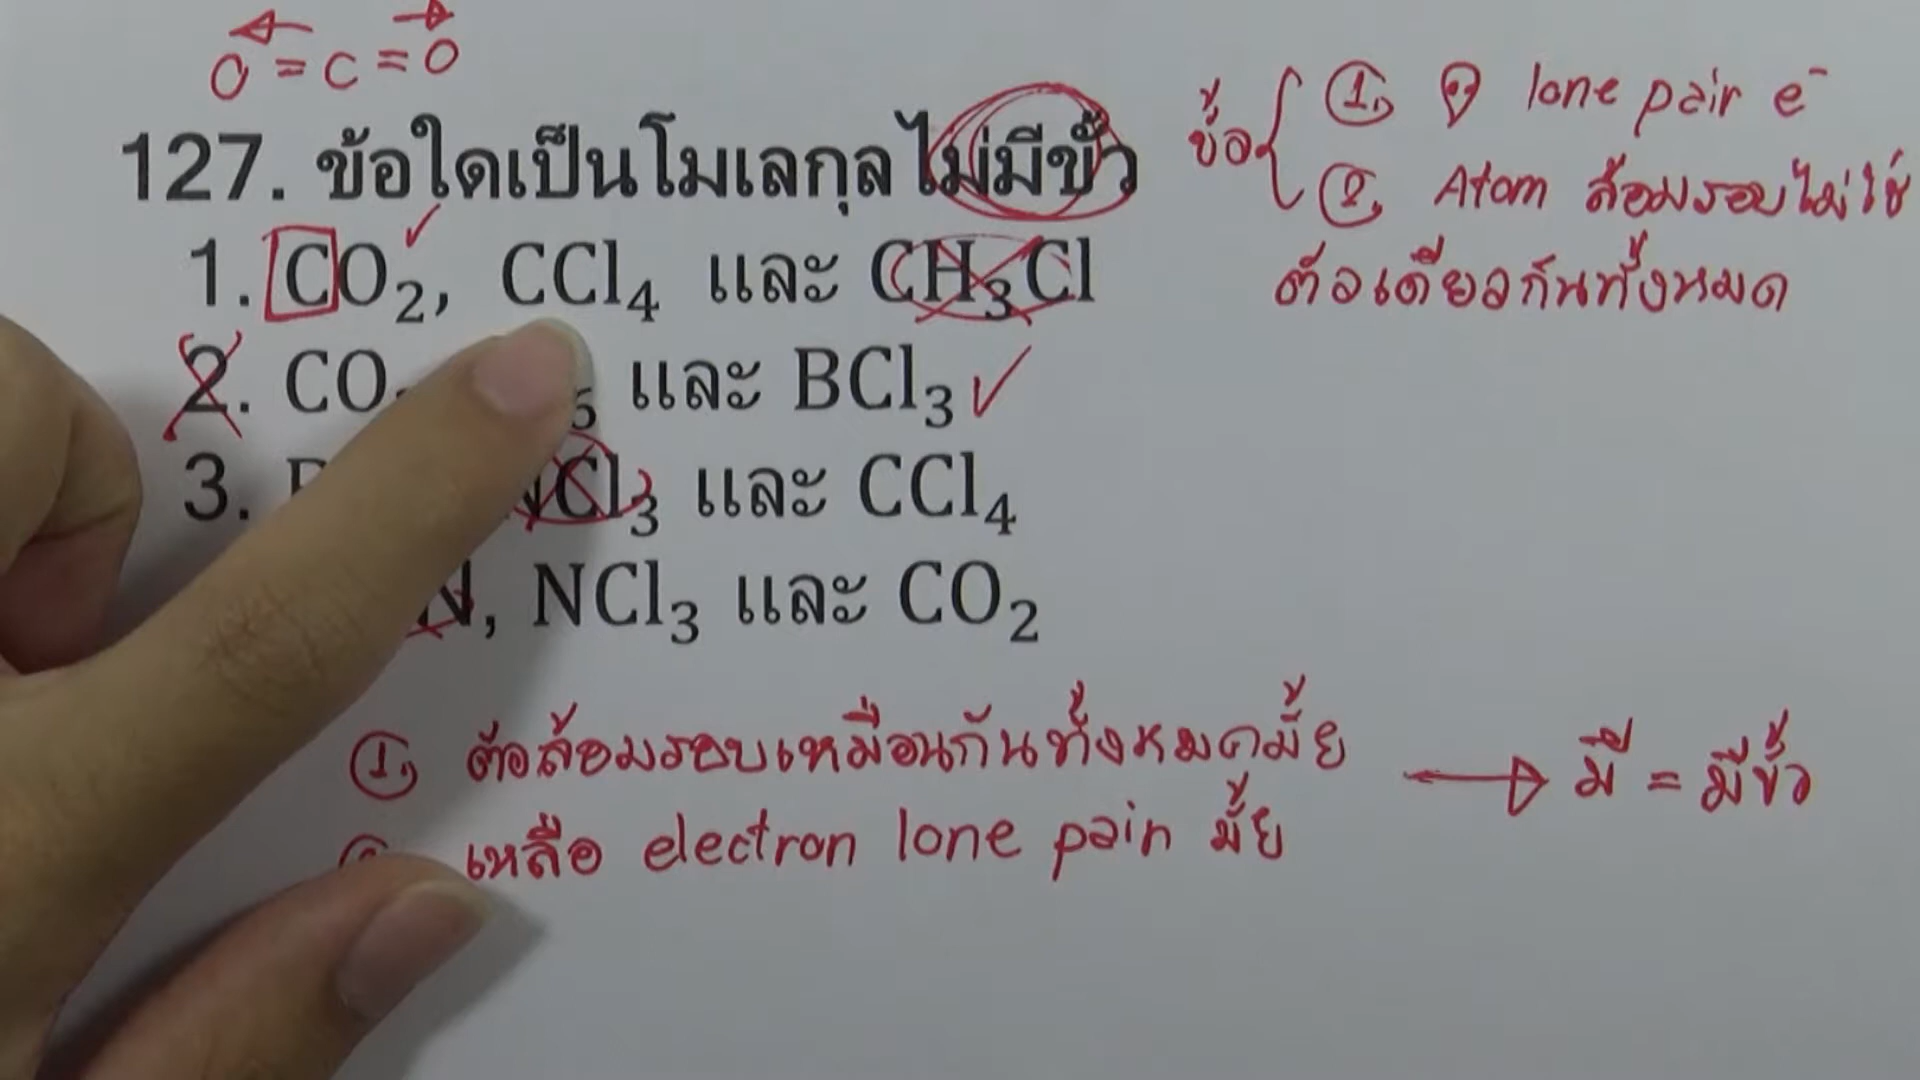 O = C = O
127. ข้อใดเป็นโมเลกุลไม่มีขั้ว
1. CO2, CCl4 และ CH3Cl
2. CO 6 และ BCl3
3. Cl3 และ CCl4
N, NCl3 และ CO2
ขั้ว { ①, lone pair e⁻
②, Atom ล้อมรอบไม่ใช่
ตัวเดียวกันทั้งหมด
①, ตัวล้อมรอบเหมือนกันทั้งหมดมั้ย → มี = มีขั้ว
เหลือ electron lone pair มั้ย